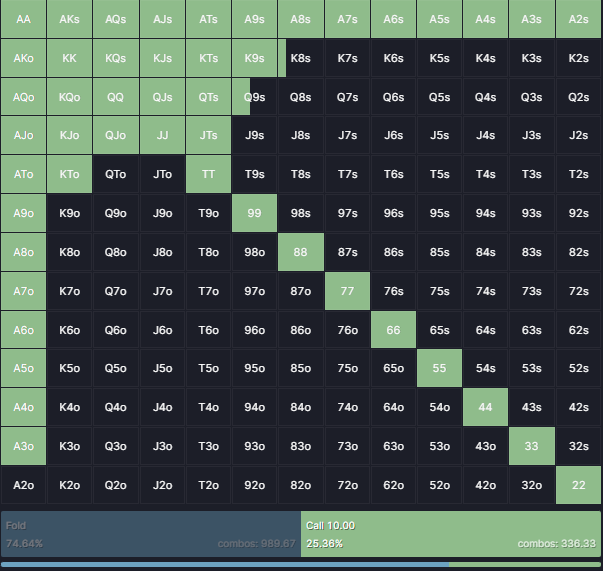 AA AKs AQs AJs ATs A9s A8s A7s A6s A5s A4s A3s A2s
AKo KK KQs KJs KTs K9s K8s K7s K6s K5s K4s K3s K2s
AQo KQo QQ QJs QTs Q9s Q8s Q7s Q6s Q5s Q4s Q3s Q2s
AJo KJo QJo JJ JTs J9s J8s J7s J6s J5s J4s J3s J2s
ATo KTo QTo JTo TT T9s T8s T7s T6s T5s T4s T3s T2s
A9o K9o Q9o J9o T9o 99 98s 97s 96s 95s 94s 93s 92s
A8o K8o Q8o J8o T8o 98o 88 87s 86s 85s 84s 83s 82s
A7o K7o Q7o J7o T7o 97o 87o 77 76s 75s 74s 73s 72s
A6o K6o Q6o J6o T6o 96o 86o 76o 66 65s 64s 63s 62s
A5o K5o Q5o J5o T5o 95o 85o 75o 65o 55 54s 53s 52s
A4o K4o Q4o J4o T4o 94o 84o 74o 64o 54o 44 43s 42s
A3o K3o Q3o J3o T3o 93o 83o 73o 63o 53o 43o 33 32s
A2o K2o Q2o J2o T2o 92o 82o 72o 62o 52o 42o 32o 22
Fold Call 10.00
74.64% combos: 989.67 25.36% combos: 336.33